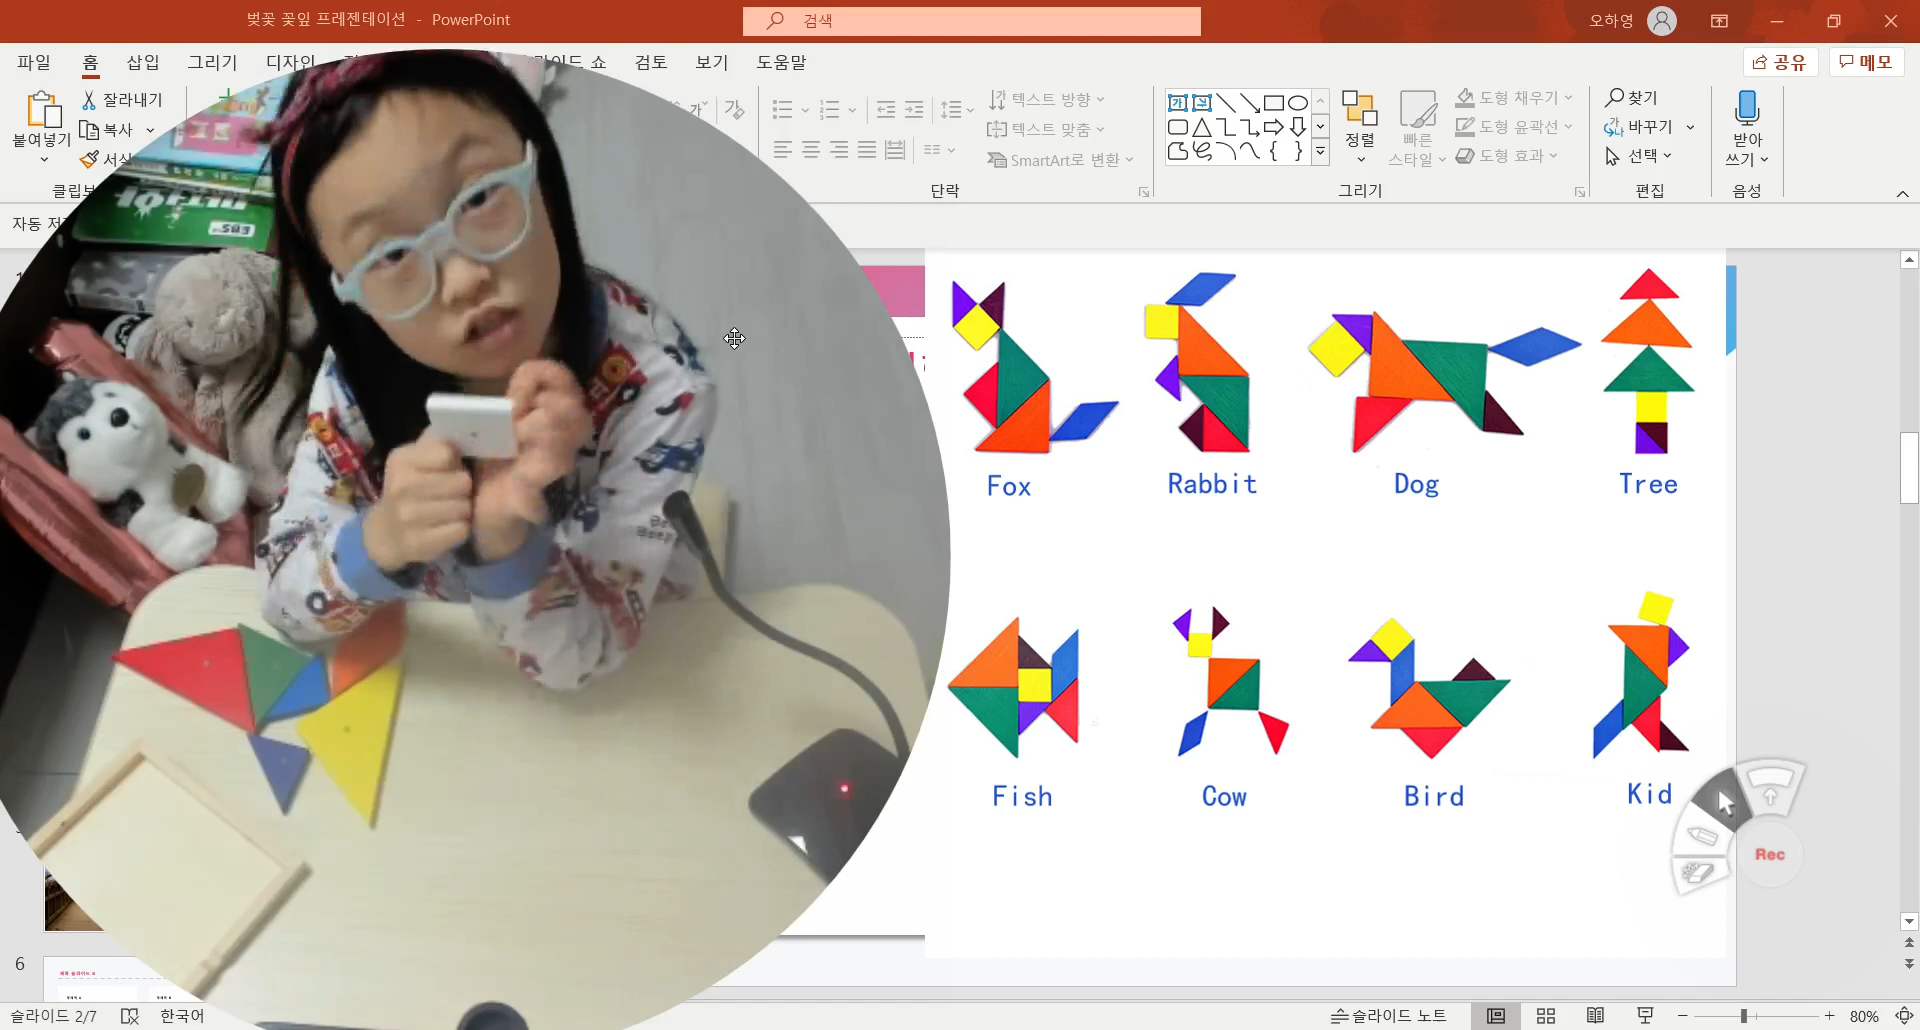 벚꽃 꽃잎 프레젠테이션 - PowerPoint
검색
오하영
파일 홈 삽입 그리기 디자인
쇼 검토 보기 도움말
공유 메모
붙여넣기
잘라내기
복사
텍스트 방향
텍스트 맞춤
SmartArt로 변환
단락
정렬
빠른 스타일
도형 채우기
도형 윤곽선
도형 효과
그리기
찾기
바꾸기
선택
편집
받아쓰기
음성
자동
Fox Rabbit Dog Tree
Fish Cow Bird Kid
Rec
6
슬라이드 2/7 한국어
슬라이드 노트
80%